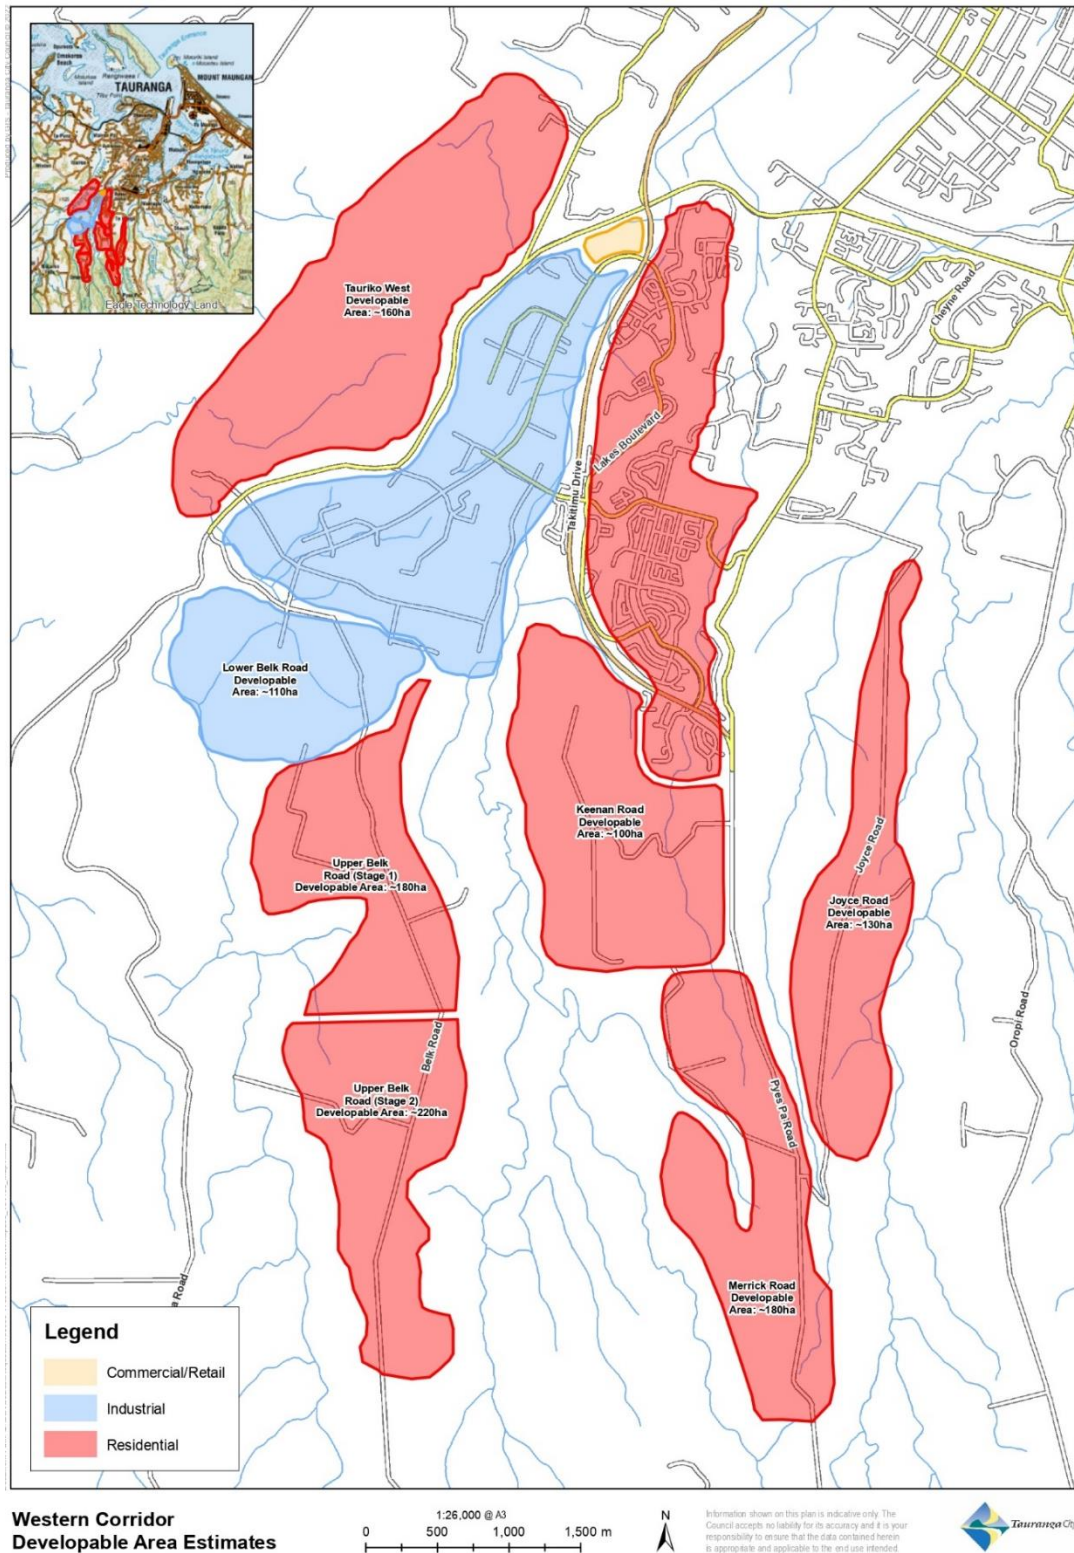 TAURANGA
MOUNT MAUNGAN
Eagle Technology, Land
Tauriko West
Developable
Area: ~160ha
Cheyne Road
Lakes Boulevard
Takitimu Drive
Lower Belk Road
Developable
Area: ~110ha
Keenan Road
Developable
Area: ~100ha
Upper Belk
Road (Stage 1)
Developable Area: ~180ha
Joyce Road
Joyce Road
Developable
Area: ~130ha
Oropi Road
Belk Road
Upper Belk
Road (Stage 2)
Developable Area: ~220ha
Pyes Pa Road
Merrick Road
Developable
Area: ~180ha
a Road
Legend
Commercial/Retail
Industrial
Residential
Western Corridor
Developable Area Estimates
1:26,000 @ A3
0 500 1,000 1,500 m
N
Information shown on this plan is indicative only. The
Council accepts no liability for its accuracy and it is your
responsibility to ensure that the data contained herein
is appropriate and applicable to the end use intended.
Tauranga City